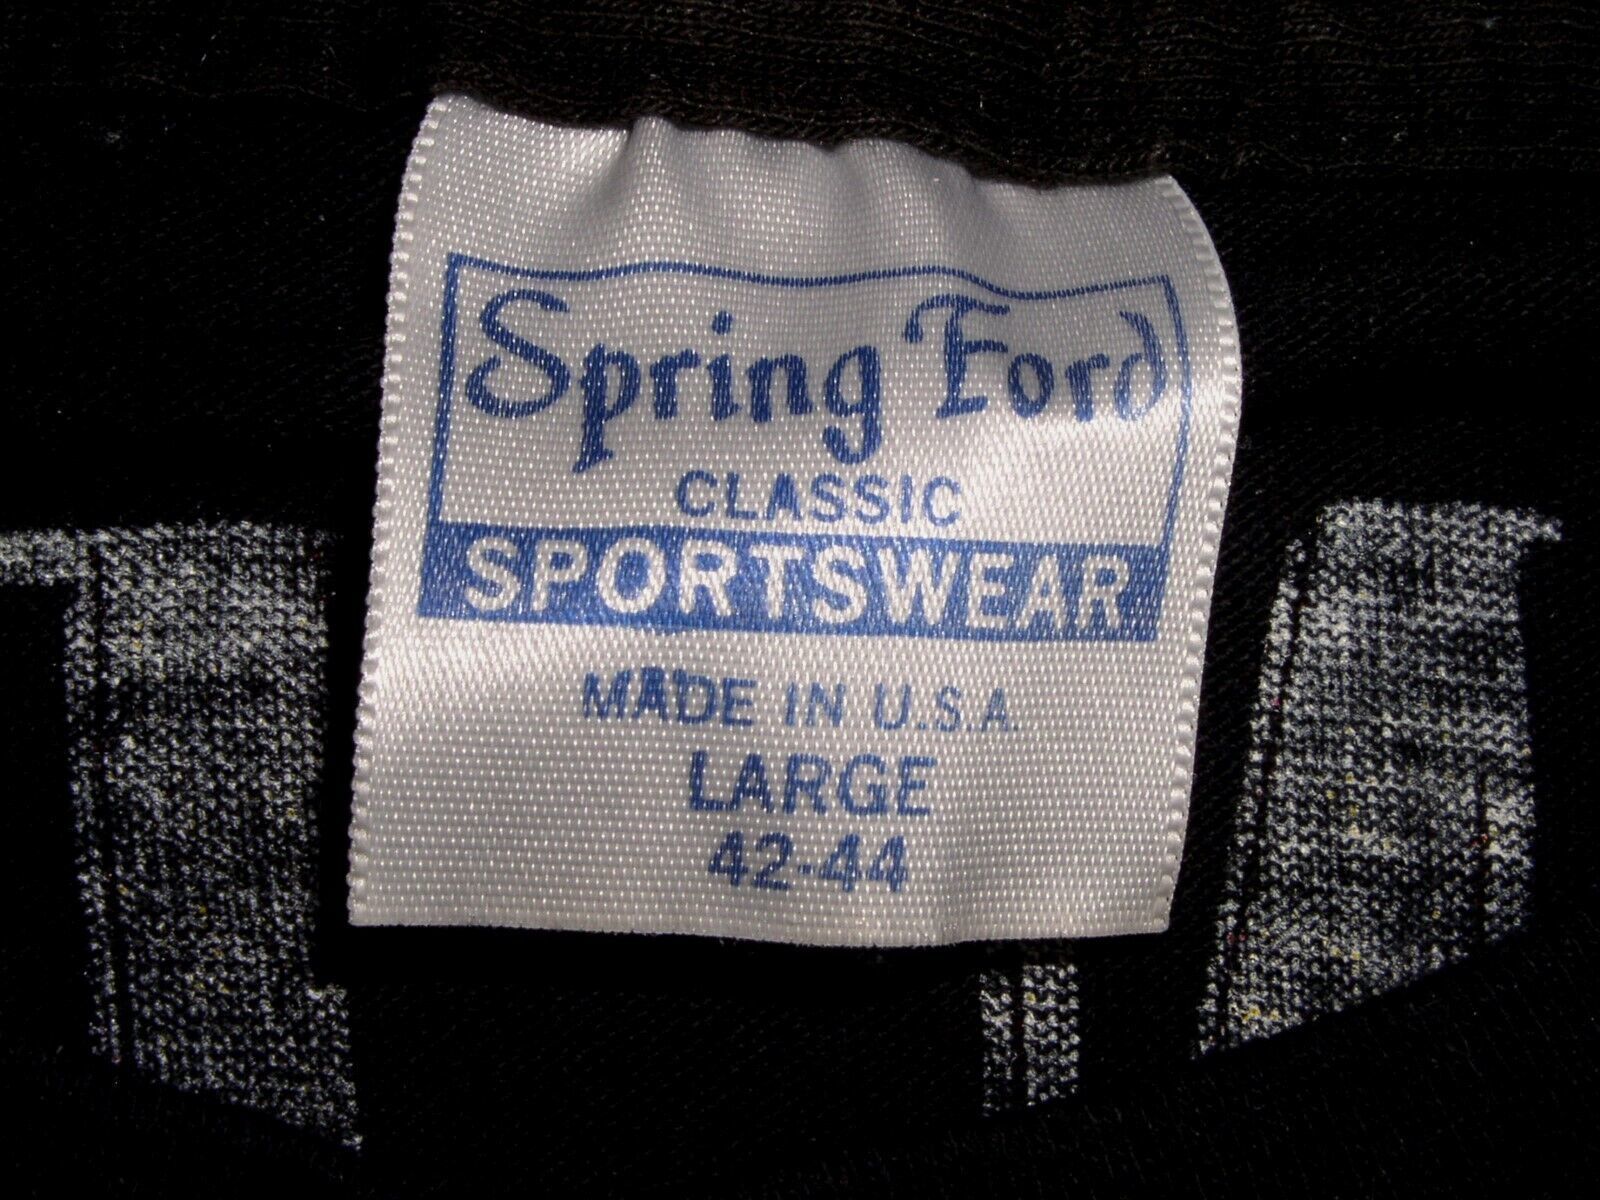 Spring Ford
CLASSIC
SPORTSWEAR
MADE IN U.S.A.
LARGE
42-44